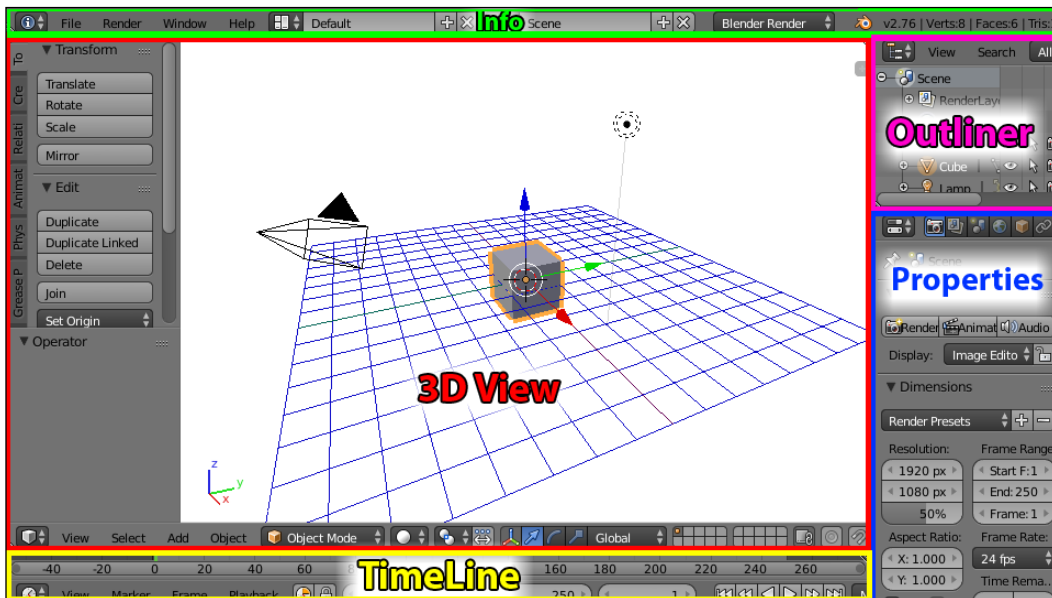 File Render Window Help Default Info Scene Blender Render v2.76 | Verts:8 | Faces:6 | Tris:
Transform
Translate
Rotate
Scale
Mirror
Edit
Duplicate
Duplicate Linked
Delete
Join
Set Origin
Operator
To
Cre
Relati
Animat
Phys
Grease P
3D View
z
y
x
View Select Add Object Object Mode Global
-40 -20 0 20 40 60 160 180 200 220 240 260
TimeLine
View Marker Frame Playback 250 1
View Search All
Scene
RenderLaye
Outliner
Cube
Lamp
Scene
Properties
Render Animat Audio
Display: Image Edito
Dimensions
Render Presets
Resolution: Frame Range
1920 px Start F:1
1080 px End: 250
50% Frame: 1
Aspect Ratio: Frame Rate:
X: 1.000 24 fps
Y: 1.000 Time Rema..